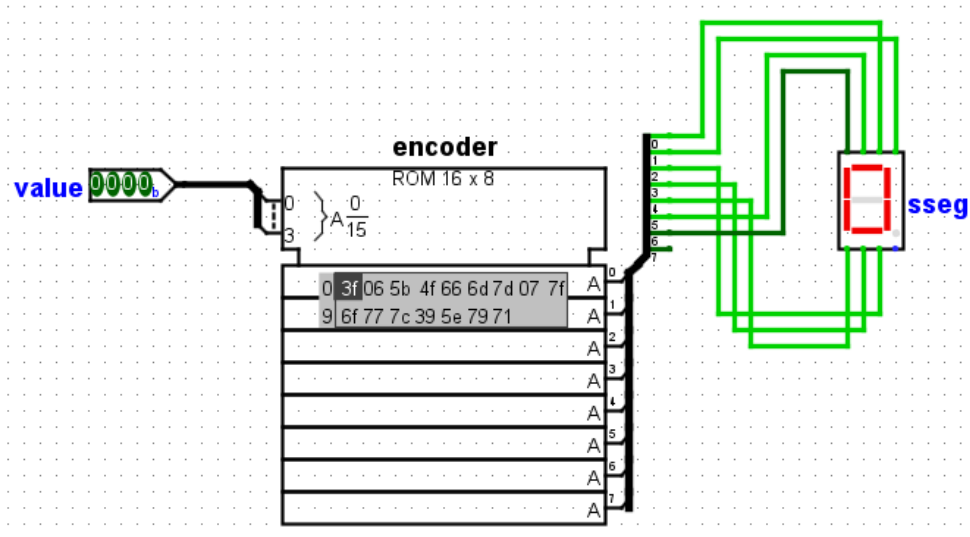 encoder
ROM 16 x 8
value 0000b
0
3
A 0
15
0 3f 06 5b 4f 66 6d 7d 07 7f
9 6f 77 7c 39 5e 79 71
A 0
A 1
A 2
A 3
A 4
A 5
A 6
A 7
0
1
2
3
4
5
6
7
sseg